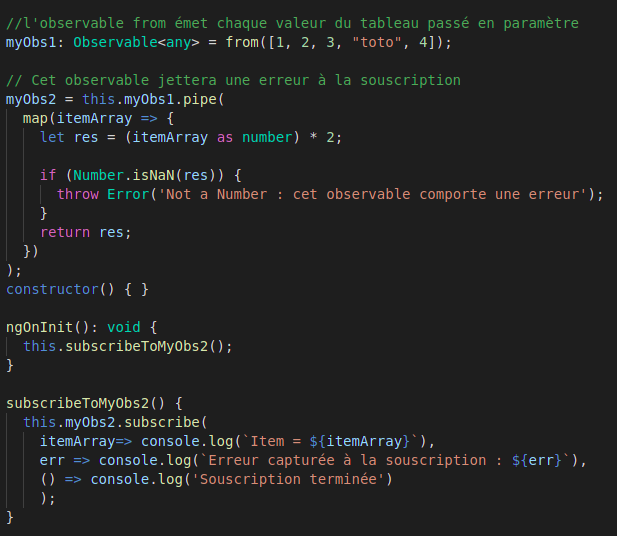 //l'observable from émet chaque valeur du tableau passé en paramètre
myObs1: Observable<any> = from([1, 2, 3, "toto", 4]);
// Cet observable jettera une erreur à la souscription
myObs2 = this.myObs1.pipe(
map(itemArray => {
let res = (itemArray as number) * 2;
if (Number.isNaN(res)) {
throw Error('Not a Number : cet observable comporte une erreur');
}
return res;
})
);
constructor() { }
ngOnInit(): void {
this.subscribeToMyObs2();
}
subscribeToMyObs2() {
this.myObs2.subscribe(
itemArray=> console.log(`Item = ${itemArray}`),
err => console.log(`Erreur capturée à la souscription : ${err}`),
() => console.log('Souscription terminée')
);
}